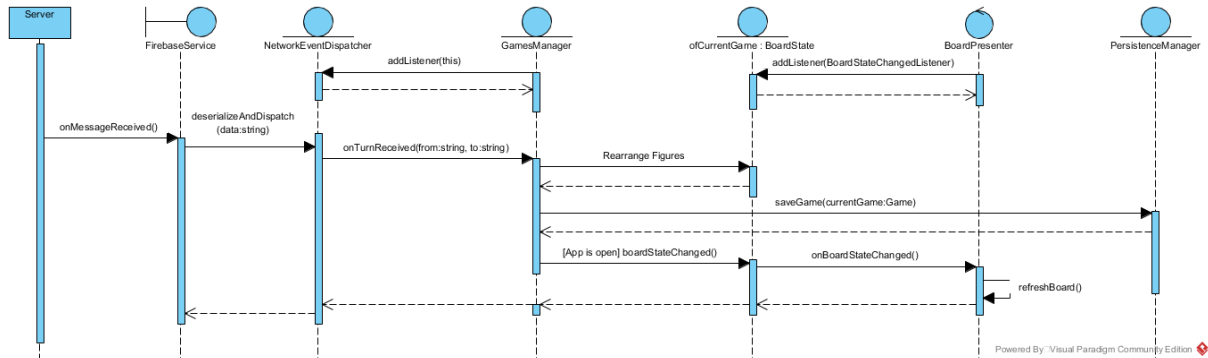 Server
FirebaseService
NetworkEventDispatcher
GamesManager
ofCurrentGame : BoardState
BoardPresenter
PersistenceManager
addListener(this)
addListener(BoardStateChangedListener)
onMessageReceived()
deserializeAndDispatch
(data:string)
onTurnReceived(from:string, to:string)
Rearrange Figures
saveGame(currentGame:Game)
[App is open] boardStateChanged()
onBoardStateChanged()
refreshBoard()
Powered By Visual Paradigm Community Edition